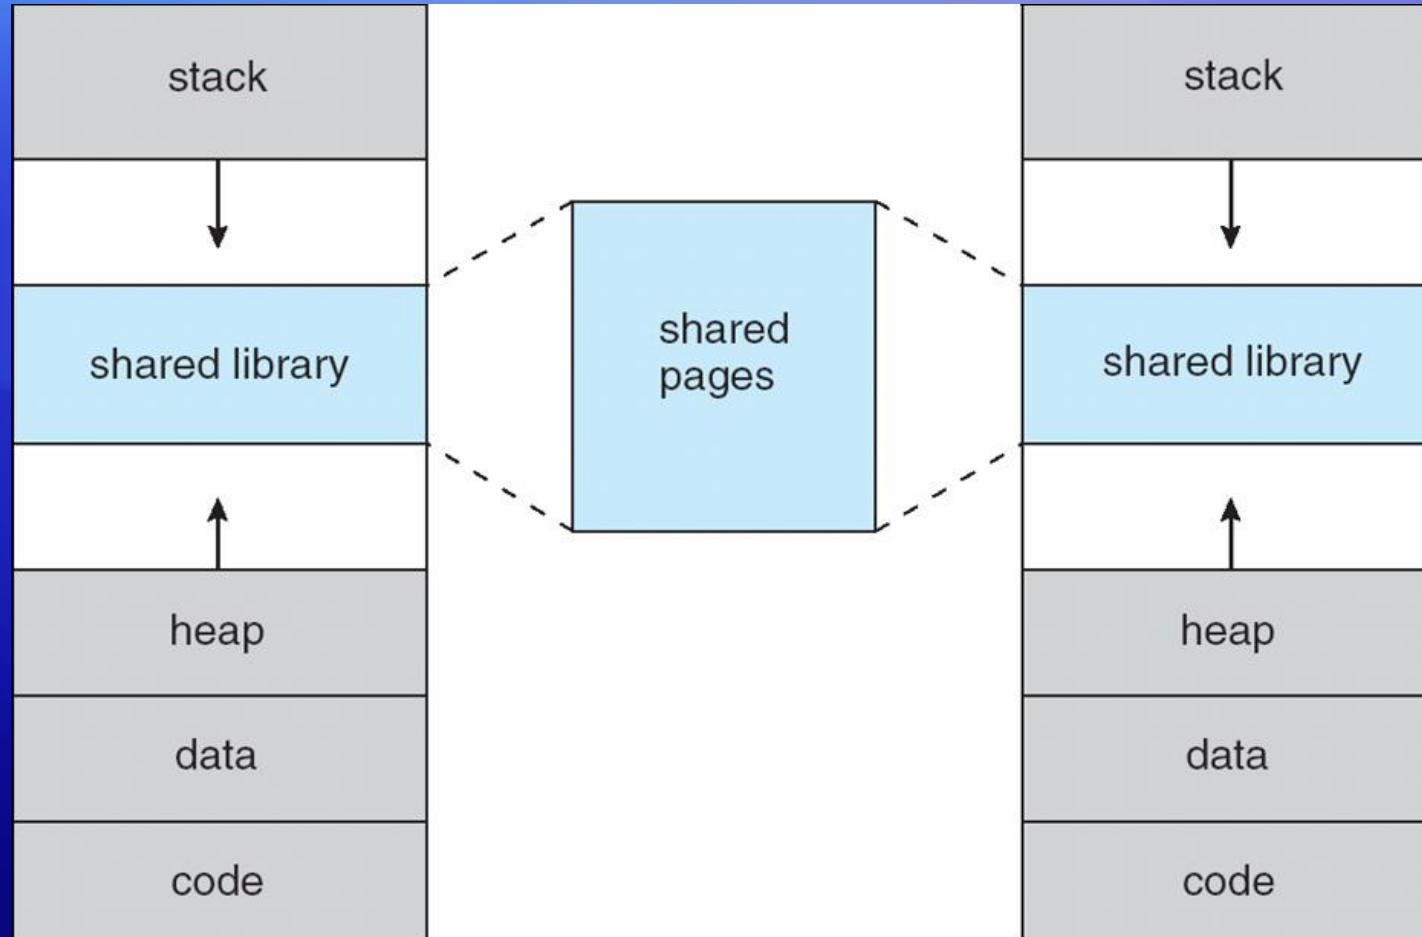 stack
shared library
heap
data
code
shared
pages
stack
shared library
heap
data
code